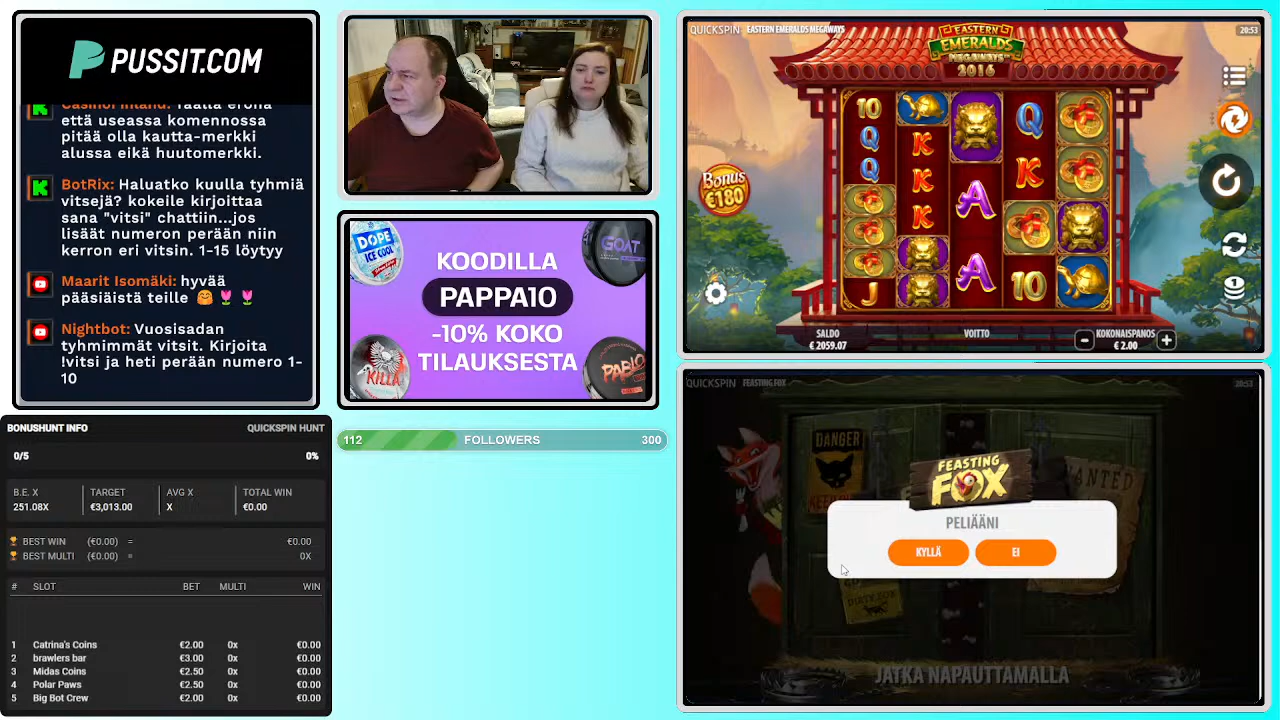 PUSSIT.COM
että useassa komennossa
pitää olla kautta-merkki
alussa eikä huutomerkki.
BotRix: Haluatko kuulla tyhmiä
vitsejä? kokeile kirjoittaa
sana "vitsi" chattiin...jos
lisäät numeron perään niin
kerron eri vitsin. 1-15 löytyy
Maarit Isomäki: hyvää
pääsiäistä teille 🤗🌷🌷
Nightbot: Vuosisadan
tyhmimmät vitsit. Kirjoita
!vitsi ja heti perään numero 1-
10
DOPE
ICE COOL
GOAT
KOODILLA
PAPPA10
-10% KOKO
TILAUKSESTA
KILLA
PABLO
112 FOLLOWERS 300
BONUSHUNT INFO QUICKSPIN HUNT
0/5 0%
B.E. X TARGET AVG X TOTAL WIN
251.08X €3,013.00 X €0.00
BEST WIN (€0.00) = €0.00
BEST MULTI (€0.00) = 0X
# SLOT BET MULTI WIN
1 Catrina's Coins €2.00 0x €0.00
2 brawlers bar €3.00 0x €0.00
3 Midas Coins €2.50 0x €0.00
4 Polar Paws €2.50 0x €0.00
5 Big Bot Crew €2.00 0x €0.00
QUICKSPIN EASTERN EMERALDS MEGAWAYS 20:53
EASTERN
EMERALDS
MEGAWAYS
2016
10 Q
Q K K
Q K A
K
A 10
J
Bonus
€180
1
SALDO VOITTO KOKONAISPANOS
€ 2059.07 € 2.00
QUICKSPIN FEASTING FOX 20:53
DANGER
WANTED
FEASTING
FOX
PELIÄÄNI
KYLLÄ EI
JATKA NAPAUTTAMALLA